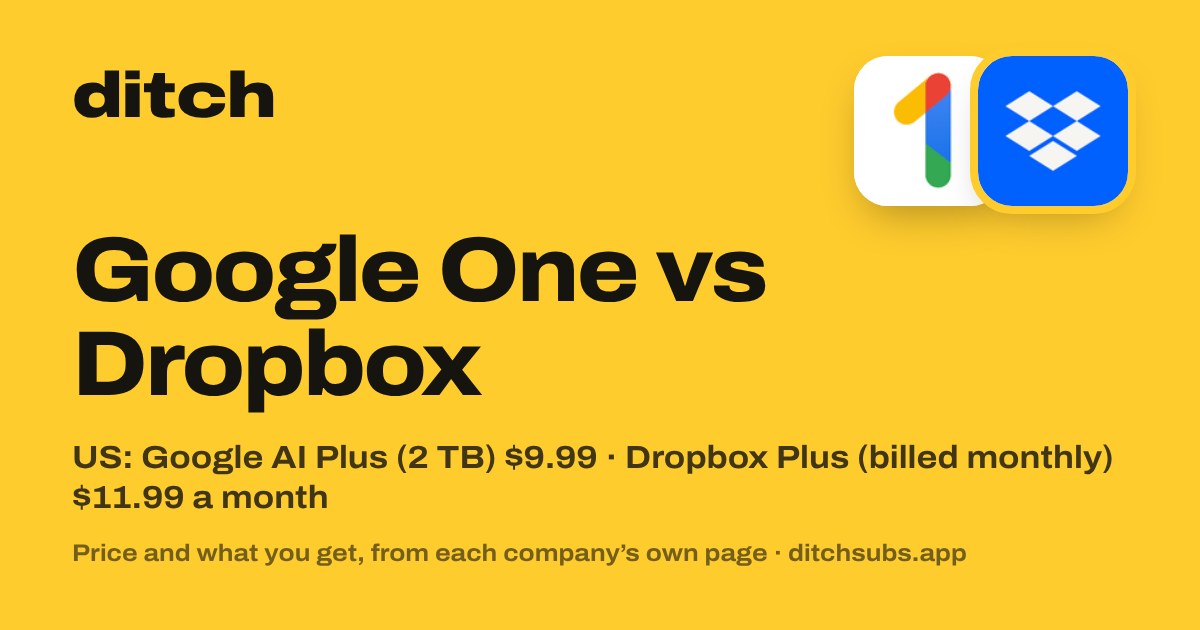 ditch
Google One vs
Dropbox
US: Google AI Plus (2 TB) $9.99 · Dropbox Plus (billed monthly)
$11.99 a month
Price and what you get, from each company’s own page · ditchsubs.app